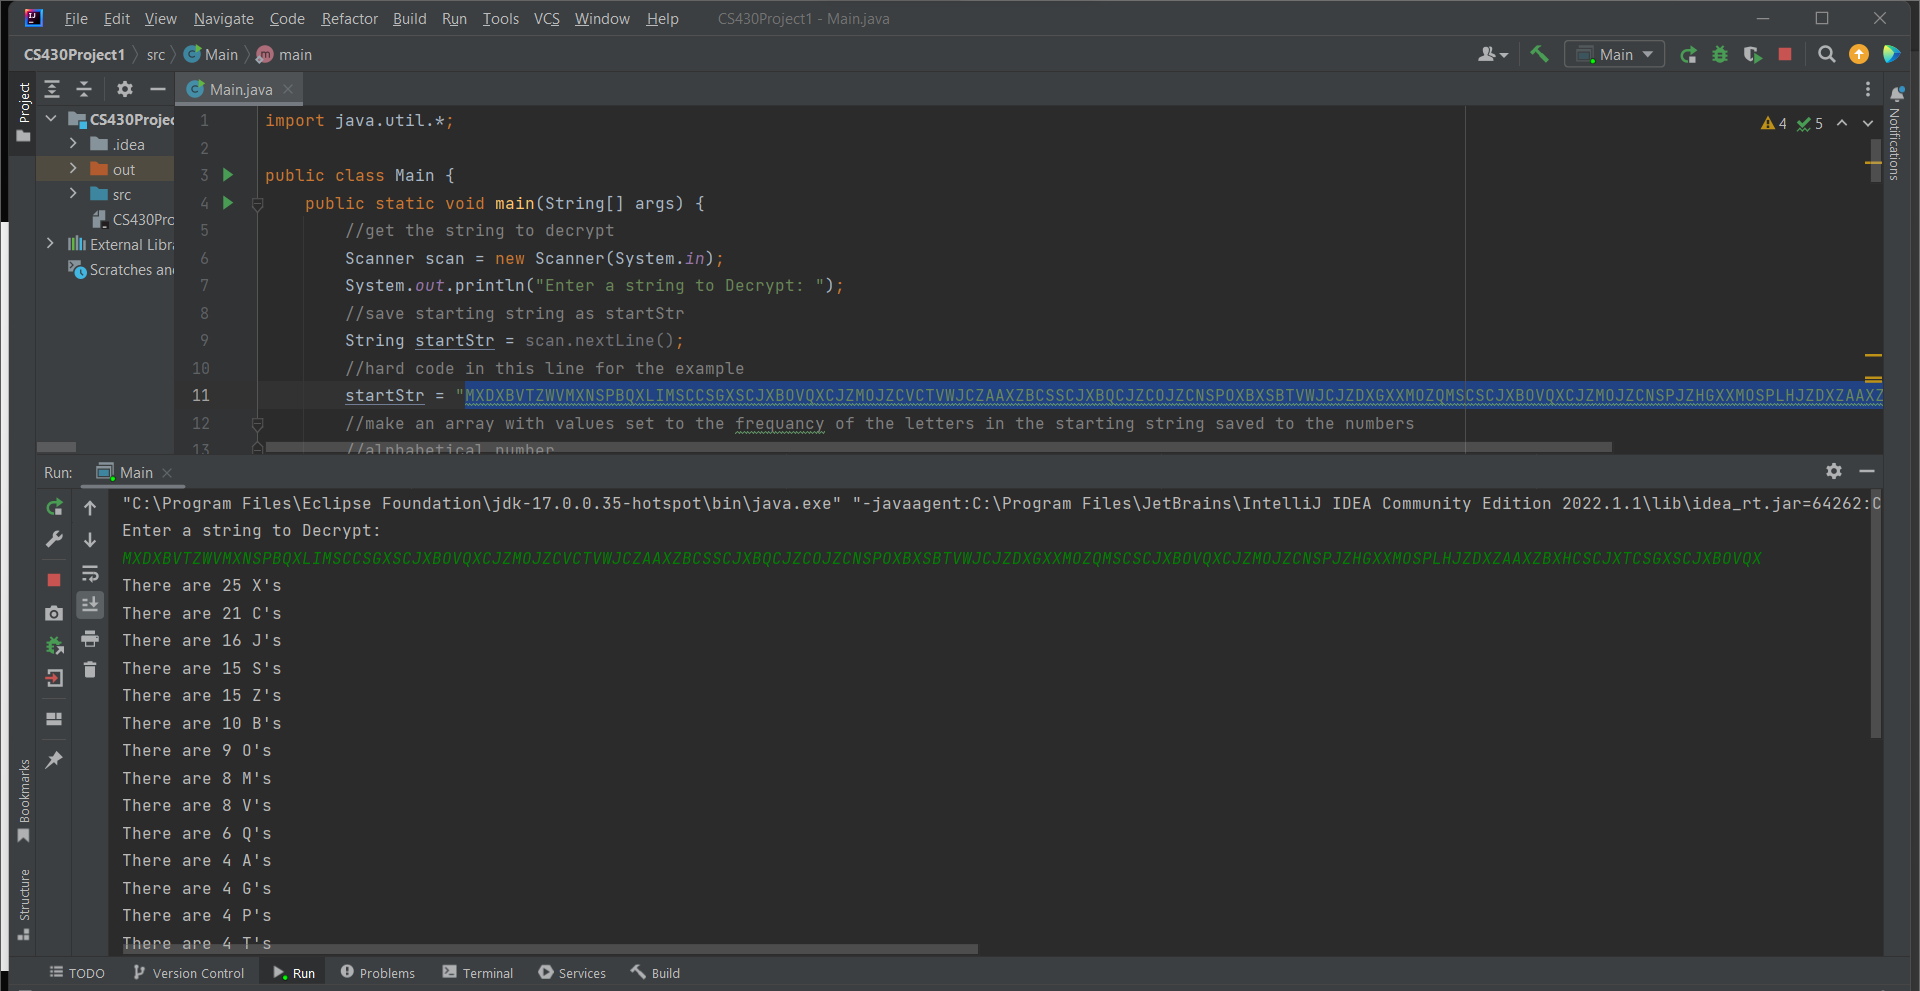 File Edit View Navigate Code Refactor Build Run Tools VCS Window Help CS430Project1 - Main.java
CS430Project1 src Main main Main
Project
Main.java
CS430Projec
.idea
out
src
CS430Pro
External Libra
Scratches and
1 import java.util.*;
2
3 public class Main {
4 public static void main(String[] args) {
5 //get the string to decrypt
6 Scanner scan = new Scanner(System.in);
7 System.out.println("Enter a string to Decrypt: ");
8 //save starting string as startStr
9 String startStr = scan.nextLine();
10 //hard code in this line for the example
11 startStr = "MXDXBVTZWVMXNSPBQXLIMSCCSGXSCJXBOVQXCJZMOJZCVCTVWJCZAAXZBCSSCJXBQCJZCOJZCNSPOXBXSBTVWJCJZDXGXXMOZQMSCSCJXBOVQXCJZMOJZCNSPJZHGXXMOSPLHJZDXZAAXZ
12 //make an array with values set to the frequancy of the letters in the starting string saved to the numbers
13 //alphabetical number
4 5
Notifications
Run: Main
"C:\Program Files\Eclipse Foundation\jdk-17.0.0.35-hotspot\bin\java.exe" "-javaagent:C:\Program Files\JetBrains\IntelliJ IDEA Community Edition 2022.1.1\lib\idea_rt.jar=64262:C
Enter a string to Decrypt:
MXDXBVTZWVMXNSPBQXLIMSCCSGXSCJXBOVQXCJZMOJZCVCTVWJCZAAXZBCSSCJXBQCJZCOJZCNSPOXBXSBTVWJCJZDXGXXMOZQMSCSCJXBOVQXCJZMOJZCNSPJZHGXXMOSPLHJZDXZAAXZBXHCSCJXTCSGXSCJXBOVQX
There are 25 X's
There are 21 C's
There are 16 J's
There are 15 S's
There are 15 Z's
There are 10 B's
There are 9 O's
There are 8 M's
There are 8 V's
There are 6 Q's
There are 4 A's
There are 4 G's
There are 4 P's
There are 4 T's
Bookmarks
Structure
TODO Version Control Run Problems Terminal Services Build